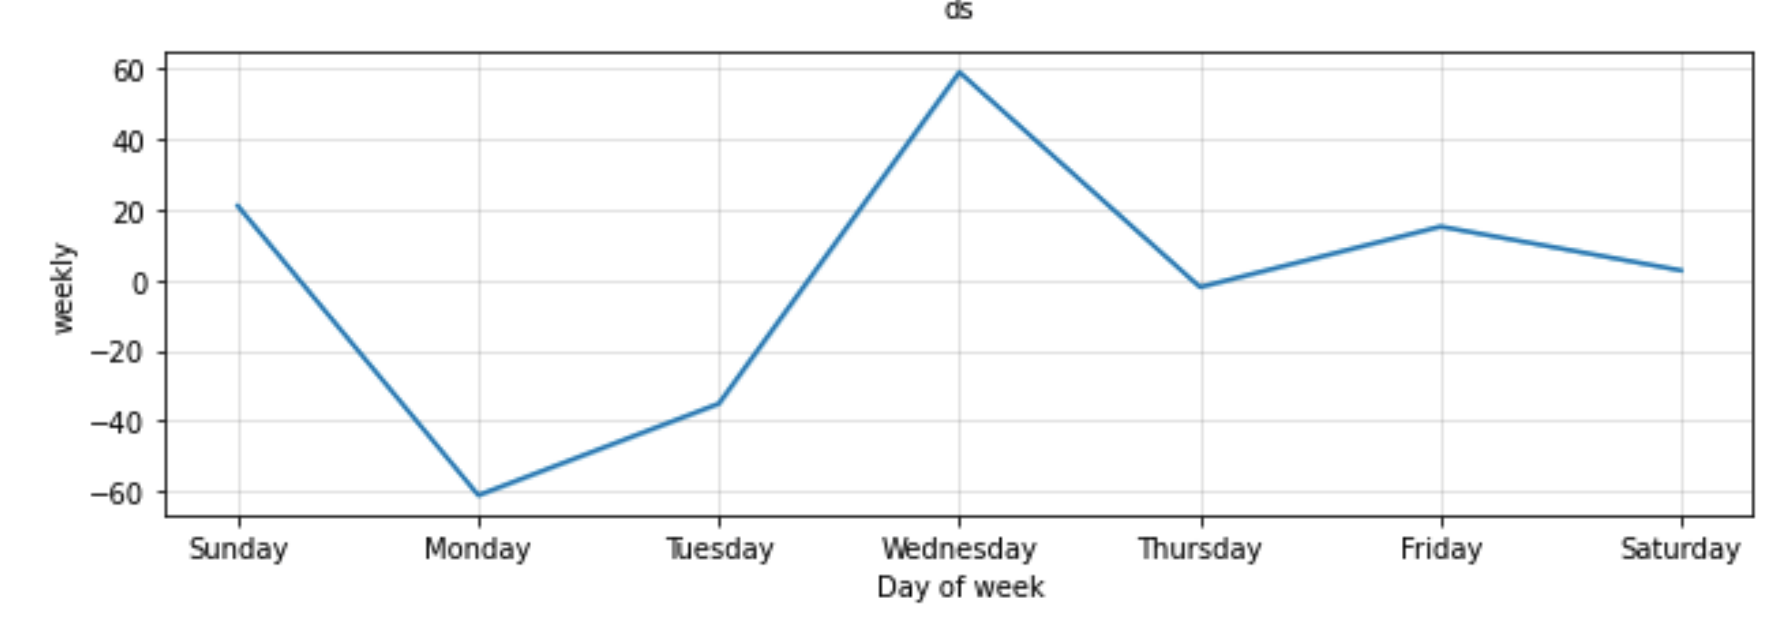 ds
60
40
20
0
−20
−40
−60
weekly
Sunday Monday Tuesday Wednesday Thursday Friday Saturday
Day of week